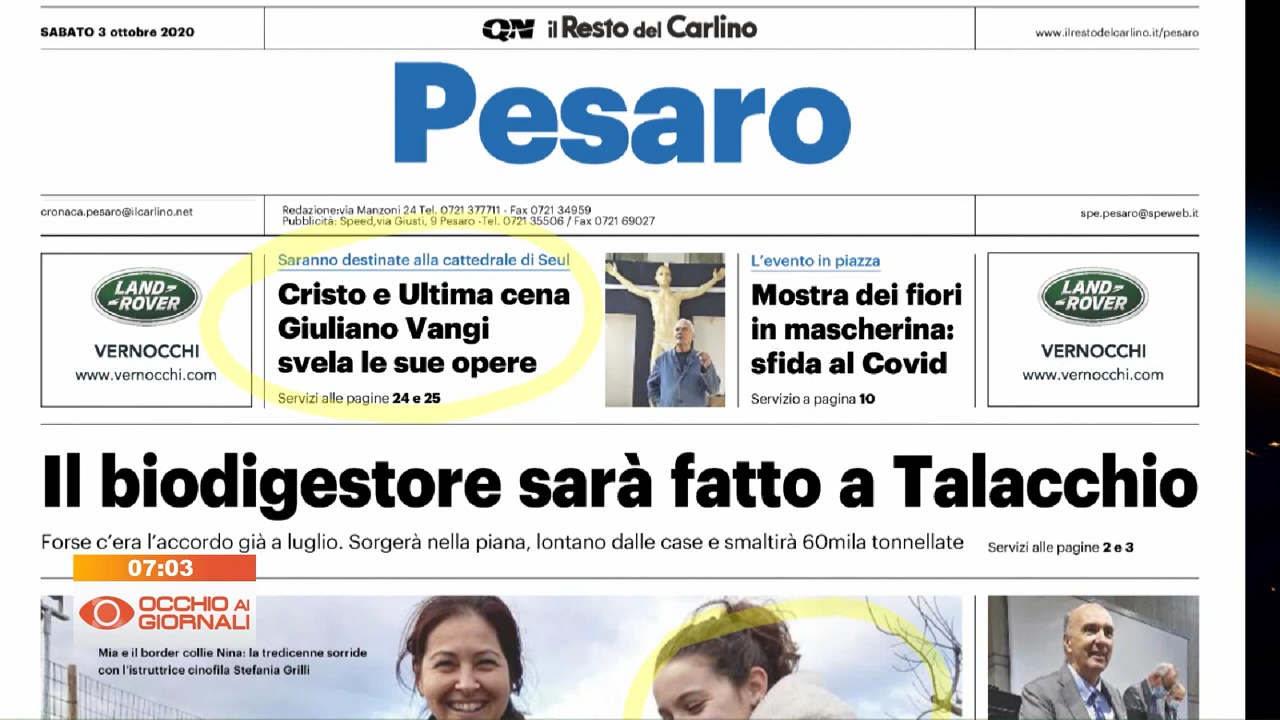 SABATO 3 ottobre 2020
QN il Resto del Carlino
www.ilrestodelcarlino.it/pesaro
Pesaro
cronaca.pesaro@ilcarlino.net
Redazione:via Manzoni 24 Tel. 0721 377711 - Fax 0721 34959
Pubblicità: Speed,via Giusti, 9 Pesaro -Tel. 0721 35506 / Fax 0721 69027
spe.pesaro@speweb.it
LAND-
ROVER
VERNOCCHI
www.vernocchi.com
Saranno destinate alla cattedrale di Seul
Cristo e Ultima cena
Giuliano Vangi
svela le sue opere
Servizi alle pagine 24 e 25
L'evento in piazza
Mostra dei fiori
in mascherina:
sfida al Covid
Servizio a pagina 10
LAND-
ROVER
VERNOCCHI
www.vernocchi.com
Il biodigestore sarà fatto a Talacchio
Forse c'era l'accordo già a luglio. Sorgerà nella piana, lontano dalle case e smaltirà 60mila tonnellate
Servizi alle pagine 2 e 3
07:03
OCCHIO AI
GIORNALI
Mia e il border collie Nina: la tredicenne sorride
con l'istruttrice cinofila Stefania Grilli